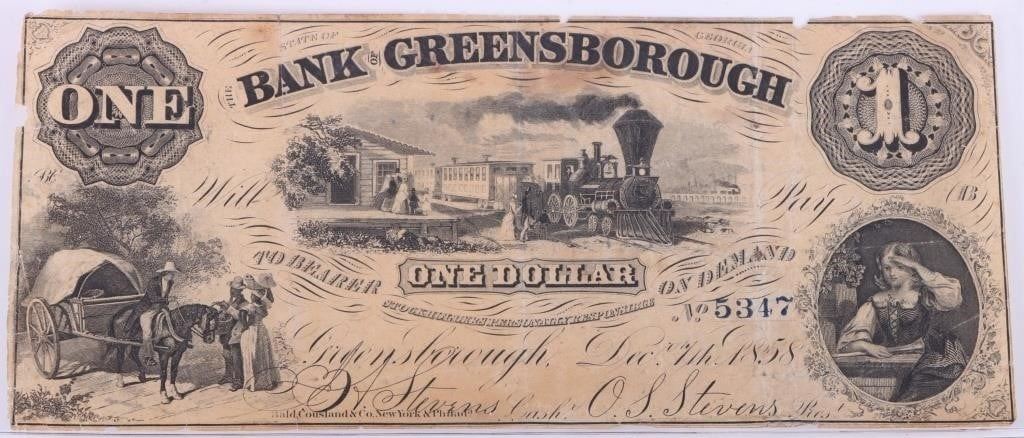 STATE OF GEORGIA
THE BANK OF GREENSBOROUGH
ONE
1
Will Pay
TO BEARER ONE DOLLAR ON DEMAND
STOCKHOLDERS PERSONALLY RESPONSIBLE
No 5347
Greensborough, Dec. 7th 1858
Stevens Cash. O. S. Stevens Pres.
Bald, Cousland & Co. New York & Philad.